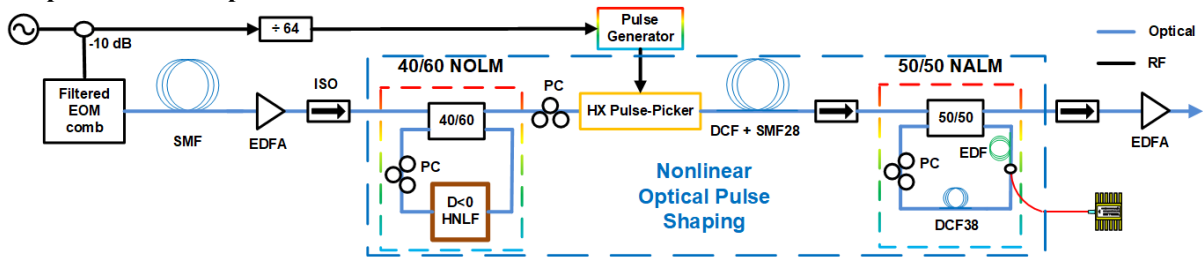 -10 dB
÷ 64
Pulse
Generator
Optical
RF
Filtered
EOM
comb
SMF
EDFA
ISO
40/60 NOLM
40/60
PC
D<0
HNLF
PC
HX Pulse-Picker
DCF + SMF28
Nonlinear
Optical Pulse
Shaping
50/50 NALM
50/50
EDF
PC
DCF38
EDFA